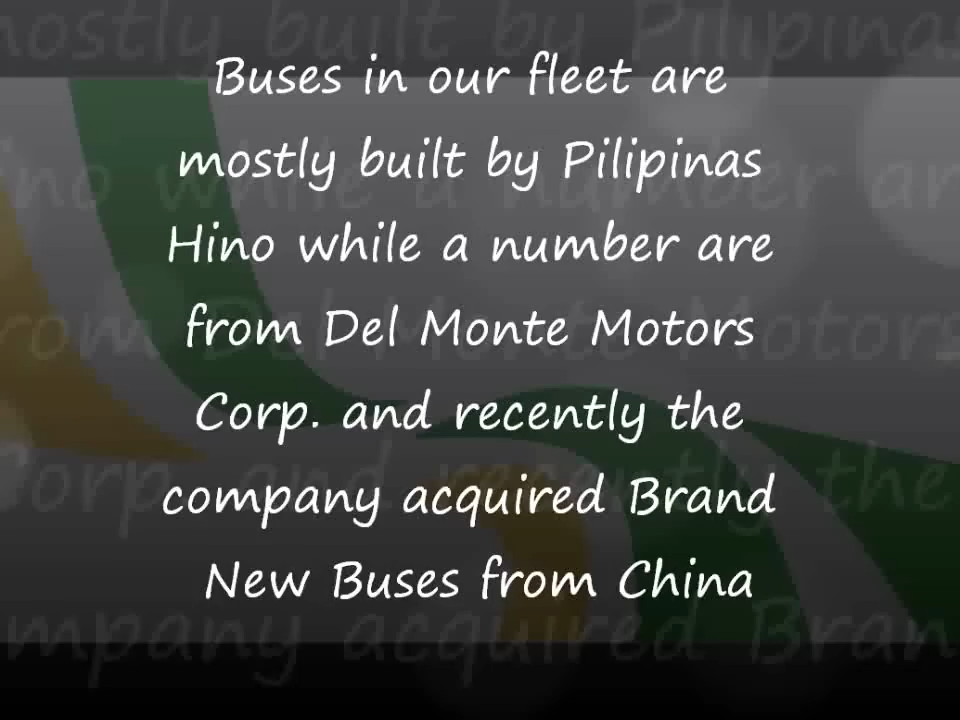 Buses in our fleet are
mostly built by Pilipinas
Hino while a number are
from Del Monte Motors
Corp. and recently the
company acquired Brand
New Buses from China